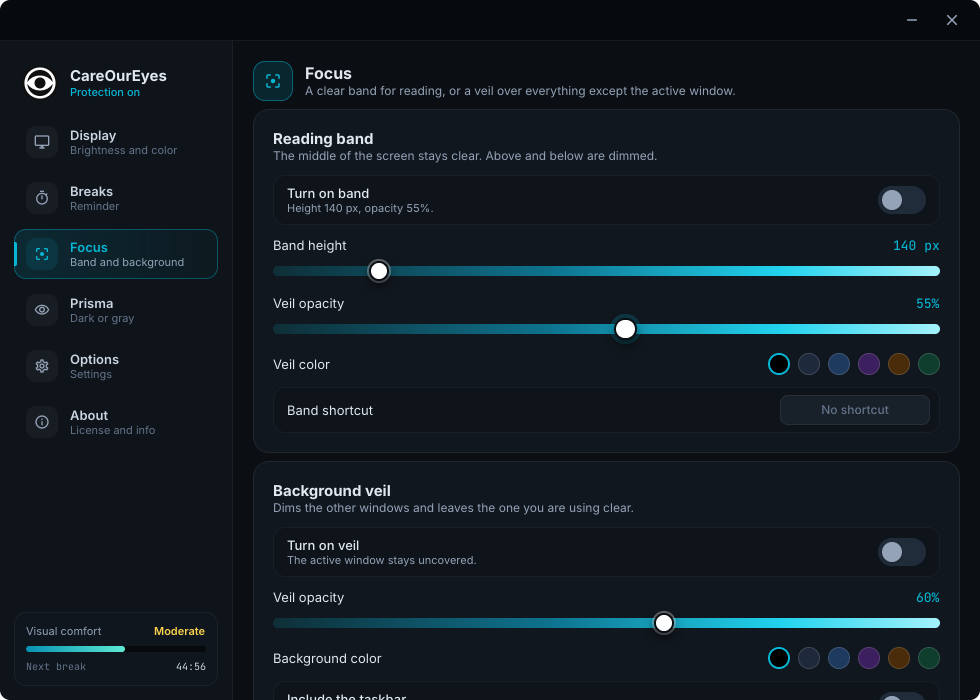 CareOurEyes
Protection on
Display
Brightness and color
Breaks
Reminder
Focus
Band and background
Prisma
Dark or gray
Options
Settings
About
License and info
Visual comfort Moderate
Next break 44:56
Focus
A clear band for reading, or a veil over everything except the active window.
Reading band
The middle of the screen stays clear. Above and below are dimmed.
Turn on band
Height 140 px, opacity 55%.
Band height 140 px
Veil opacity 55%
Veil color
Band shortcut No shortcut
Background veil
Dims the other windows and leaves the one you are using clear.
Turn on veil
The active window stays uncovered.
Veil opacity 60%
Background color
Include the taskbar